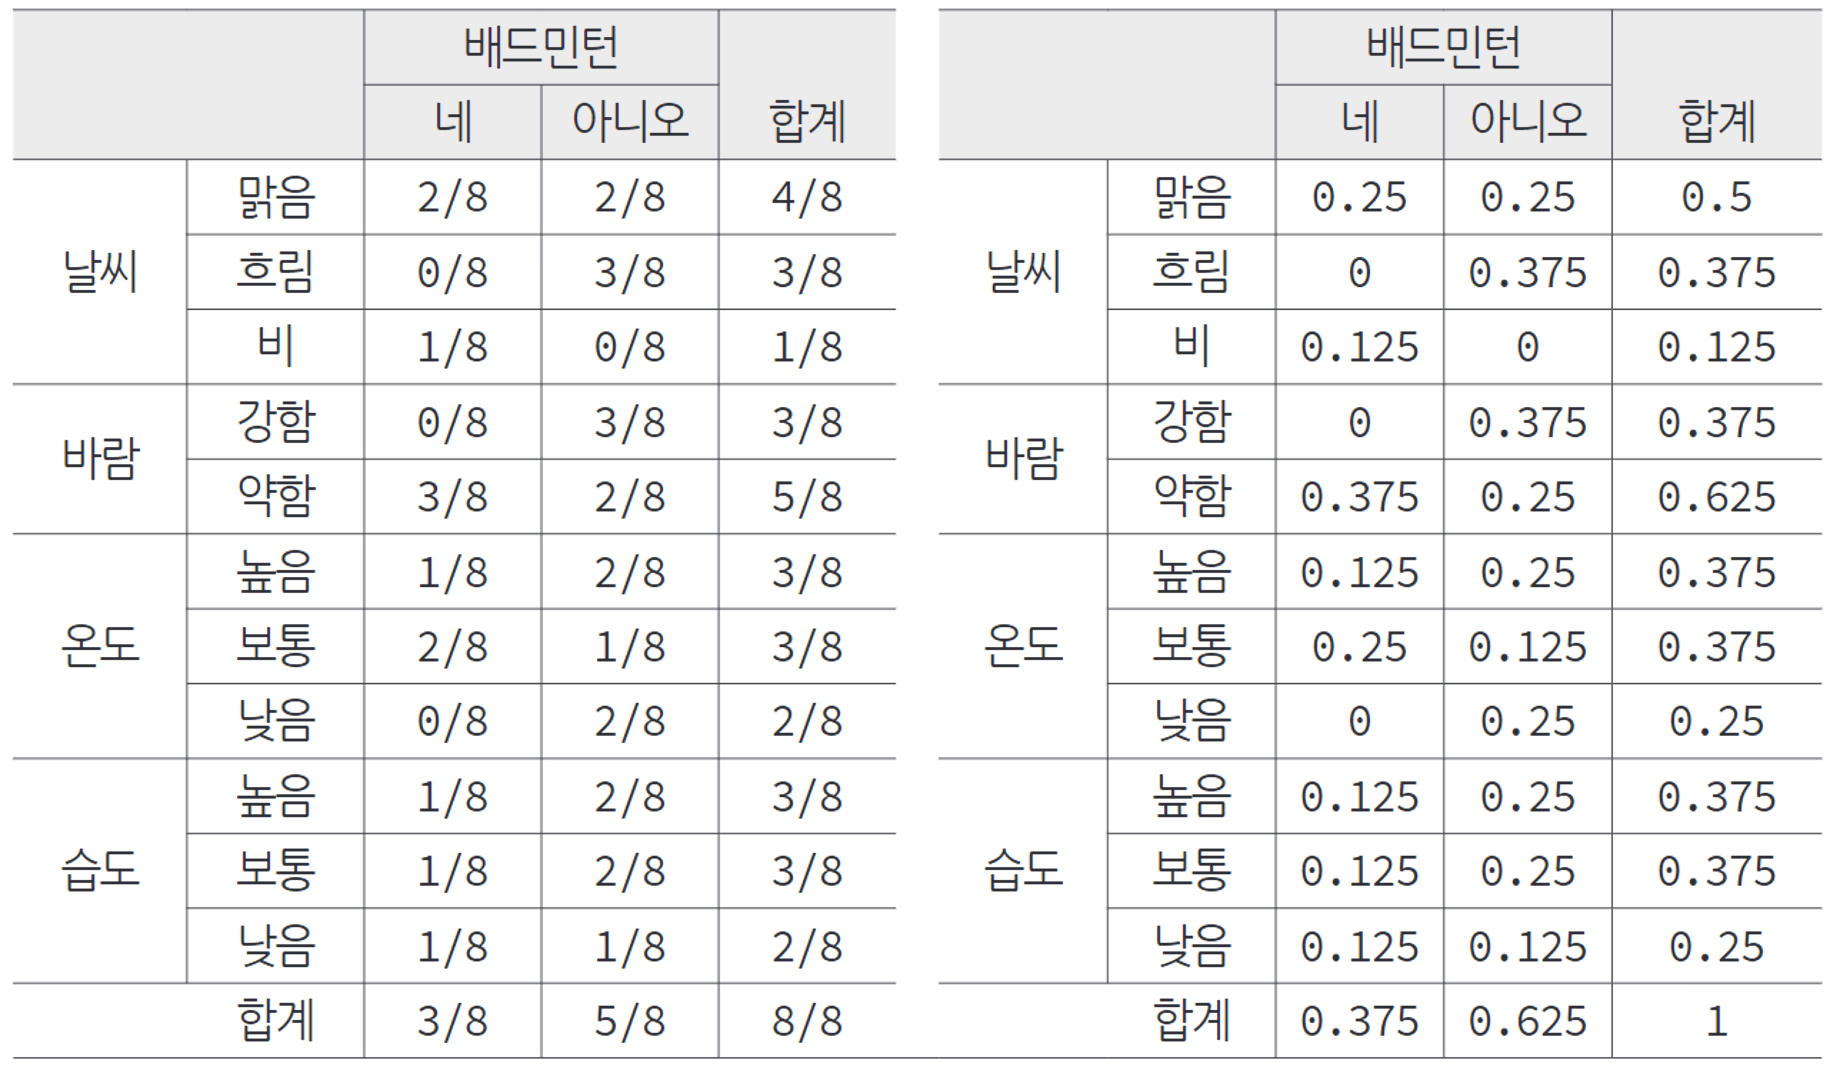 배드민턴
네 아니오 합계
날씨 맑음 2/8 2/8 4/8
흐림 0/8 3/8 3/8
비 1/8 0/8 1/8
바람 강함 0/8 3/8 3/8
약함 3/8 2/8 5/8
온도 높음 1/8 2/8 3/8
보통 2/8 1/8 3/8
낮음 0/8 2/8 2/8
습도 높음 1/8 2/8 3/8
보통 1/8 2/8 3/8
낮음 1/8 1/8 2/8
합계 3/8 5/8 8/8
배드민턴
네 아니오 합계
날씨 맑음 0.25 0.25 0.5
흐림 0 0.375 0.375
비 0.125 0 0.125
바람 강함 0 0.375 0.375
약함 0.375 0.25 0.625
온도 높음 0.125 0.25 0.375
보통 0.25 0.125 0.375
낮음 0 0.25 0.25
습도 높음 0.125 0.25 0.375
보통 0.125 0.25 0.375
낮음 0.125 0.125 0.25
합계 0.375 0.625 1